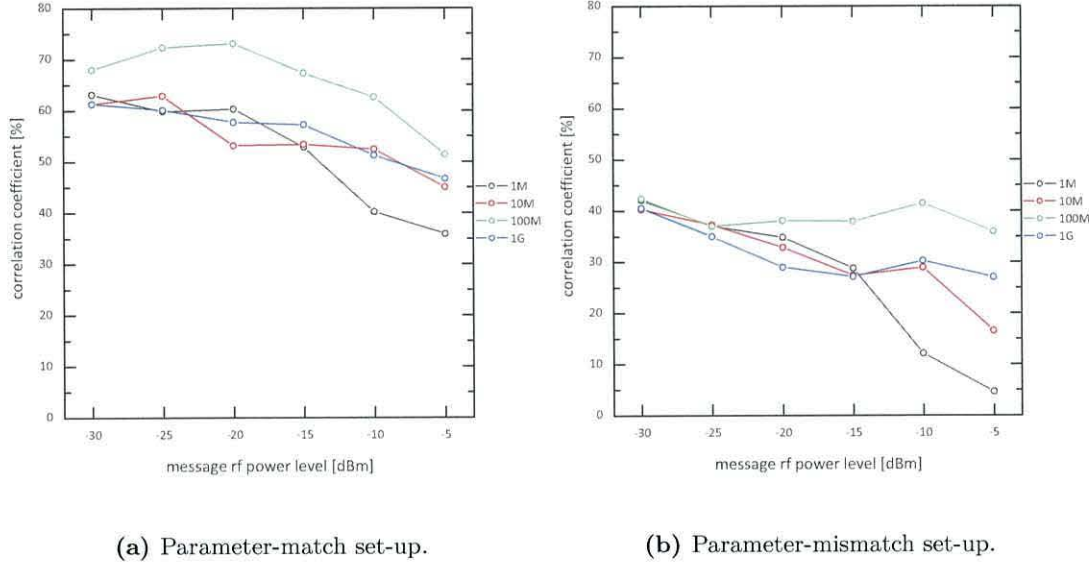 80
70
60
50
40
30
20
10
0
correlation coefficient [%]
-30 -25 -20 -15 -10 -5
message rf power level [dBm]
1M
10M
100M
1G
(a) Parameter-match set-up.
80
70
60
50
40
30
20
10
0
correlation coefficient [%]
-30 -25 -20 -15 -10 -5
message rf power level [dBm]
1M
10M
100M
1G
(b) Parameter-mismatch set-up.